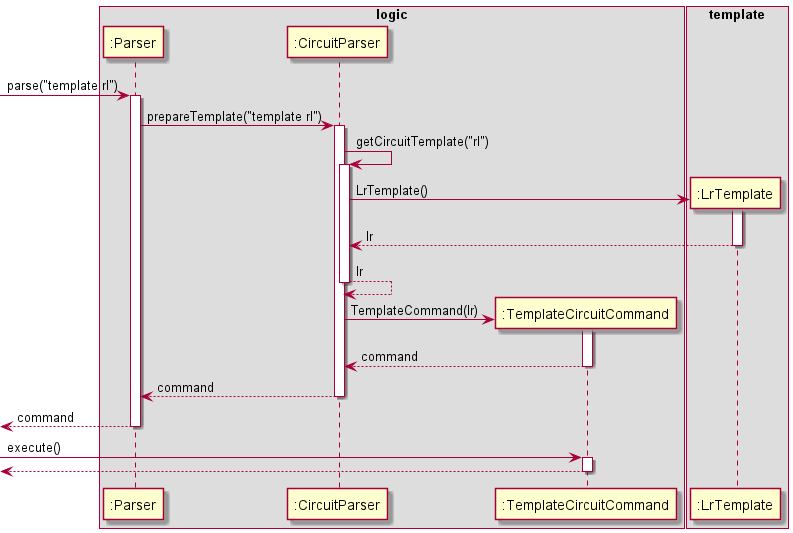 logic
template
:Parser
:CircuitParser
parse("template rl")
prepareTemplate("template rl")
getCircuitTemplate("rl")
LrTemplate()
:LrTemplate
lr
lr
TemplateCommand(lr)
:TemplateCircuitCommand
command
command
command
execute()
:Parser
:CircuitParser
:TemplateCircuitCommand
:LrTemplate